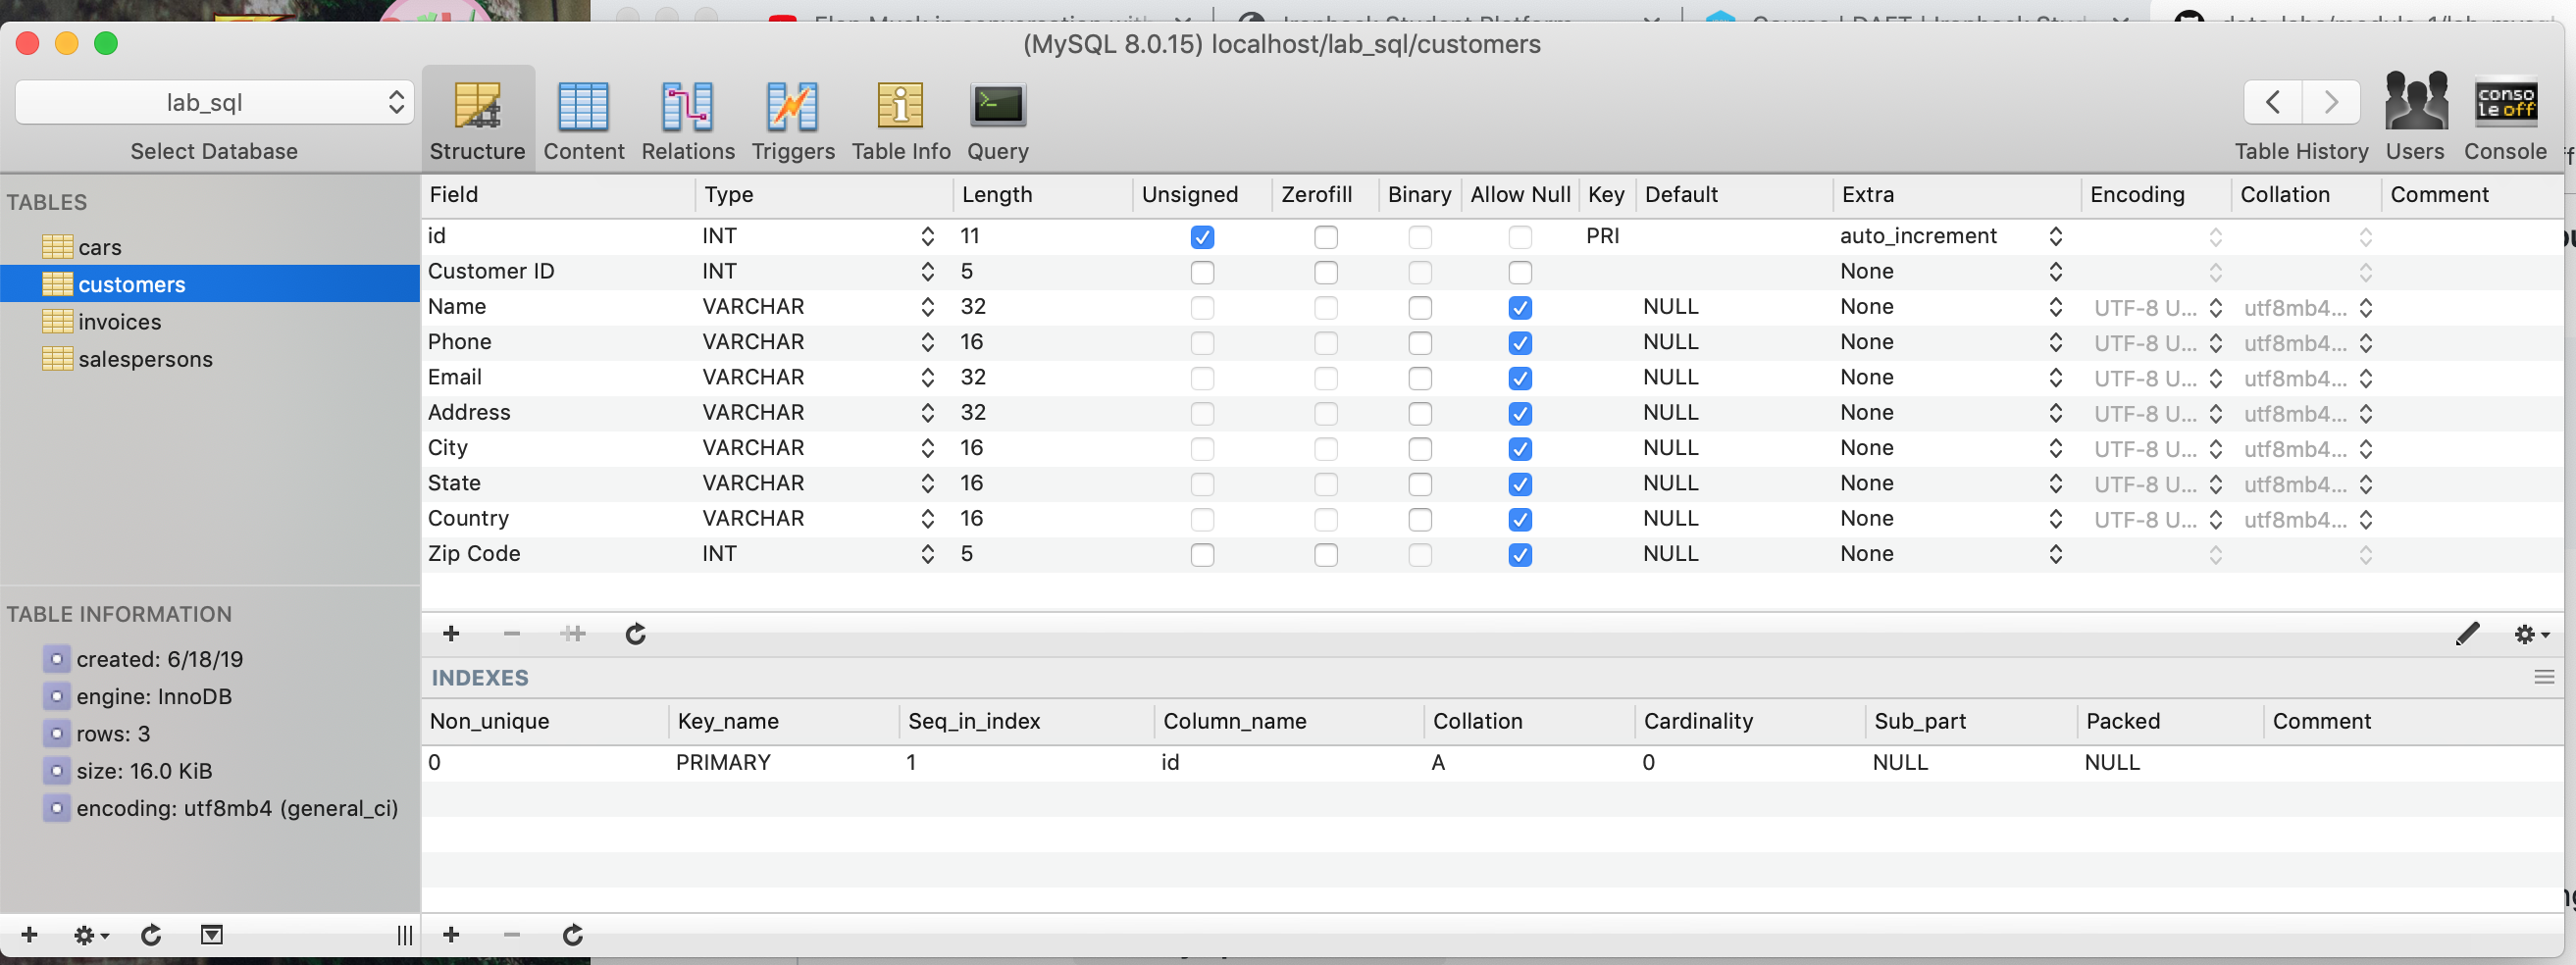 (MySQL 8.0.15) localhost/lab_sql/customers
lab_sql
Select Database
Structure Content Relations Triggers Table Info Query
conso
le off
Table History Users Console
TABLES
cars
customers
invoices
salespersons
TABLE INFORMATION
created: 6/18/19
engine: InnoDB
rows: 3
size: 16.0 KiB
encoding: utf8mb4 (general_ci)
Field Type Length Unsigned Zerofill Binary Allow Null Key Default Extra Encoding Collation Comment
id INT 11 PRI auto_increment
Customer ID INT 5 None
Name VARCHAR 32 NULL None UTF-8 U... utf8mb4...
Phone VARCHAR 16 NULL None UTF-8 U... utf8mb4...
Email VARCHAR 32 NULL None UTF-8 U... utf8mb4...
Address VARCHAR 32 NULL None UTF-8 U... utf8mb4...
City VARCHAR 16 NULL None UTF-8 U... utf8mb4...
State VARCHAR 16 NULL None UTF-8 U... utf8mb4...
Country VARCHAR 16 NULL None UTF-8 U... utf8mb4...
Zip Code INT 5 NULL None
INDEXES
Non_unique Key_name Seq_in_index Column_name Collation Cardinality Sub_part Packed Comment
0 PRIMARY 1 id A 0 NULL NULL